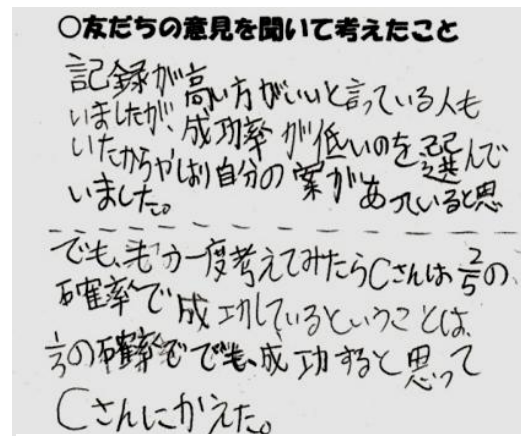 ○友だちの意見を聞いて考えたこと
記録が高い方がいいと言っている人も
いましたが、成功率が低いのを選んで
いたからやはり自分の案があっていると思
いました。
でも、もう一度考えてみたらCさんは2/5の
確率で成功しているということは、
1/3の確率ででも、成功すると思って
Cさんにかえた。